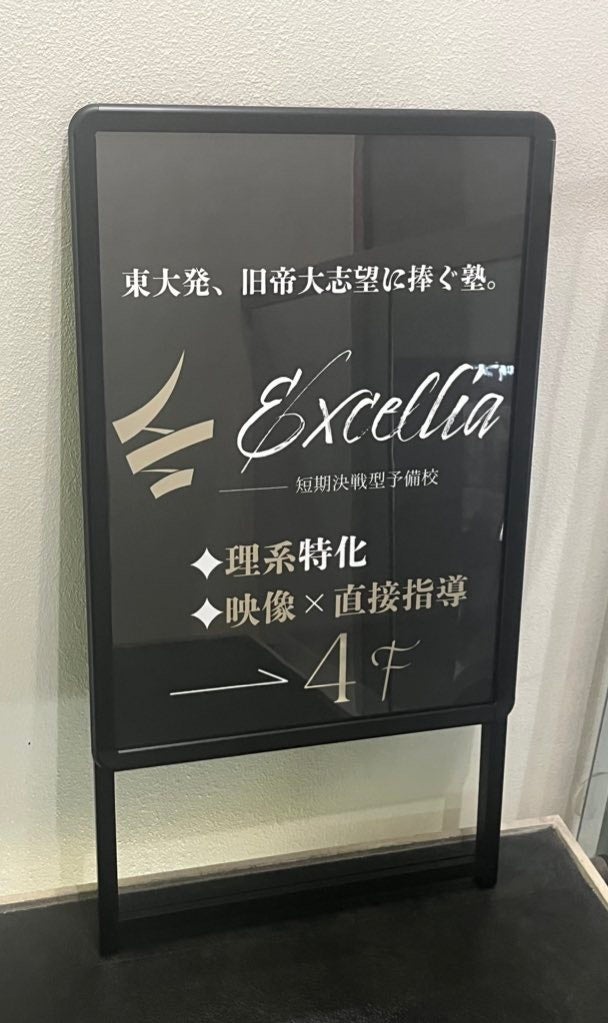 東大発、旧帝大志望に捧ぐ塾。
Excellia
短期決戦型予備校
✦理系特化
✦映像×直接指導
→ 4F